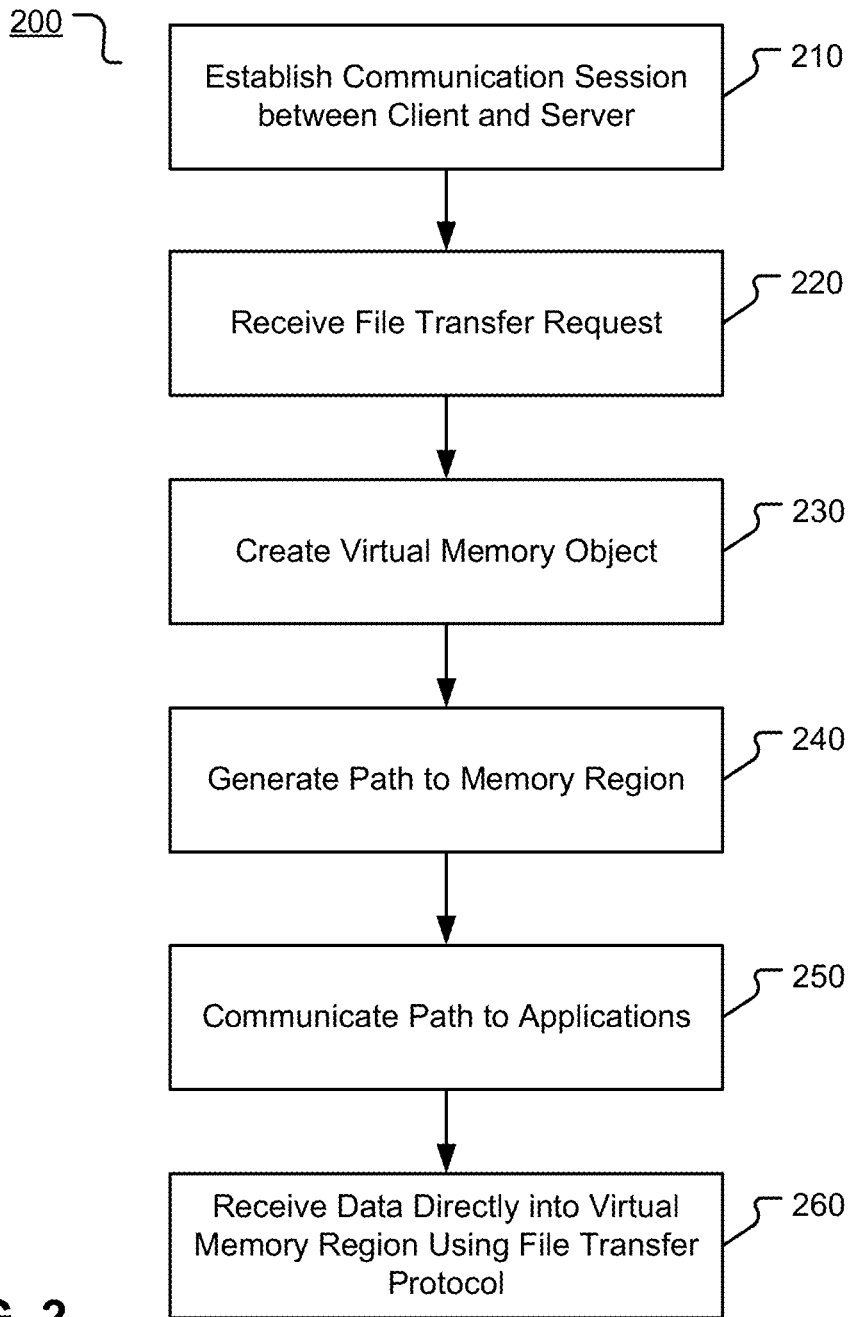 200
210
Establish Communication Session
between Client and Server
220
Receive File Transfer Request
230
Create Virtual Memory Object
240
Generate Path to Memory Region
250
Communicate Path to Applications
260
Receive Data Directly into Virtual
Memory Region Using File Transfer
Protocol
G. 2